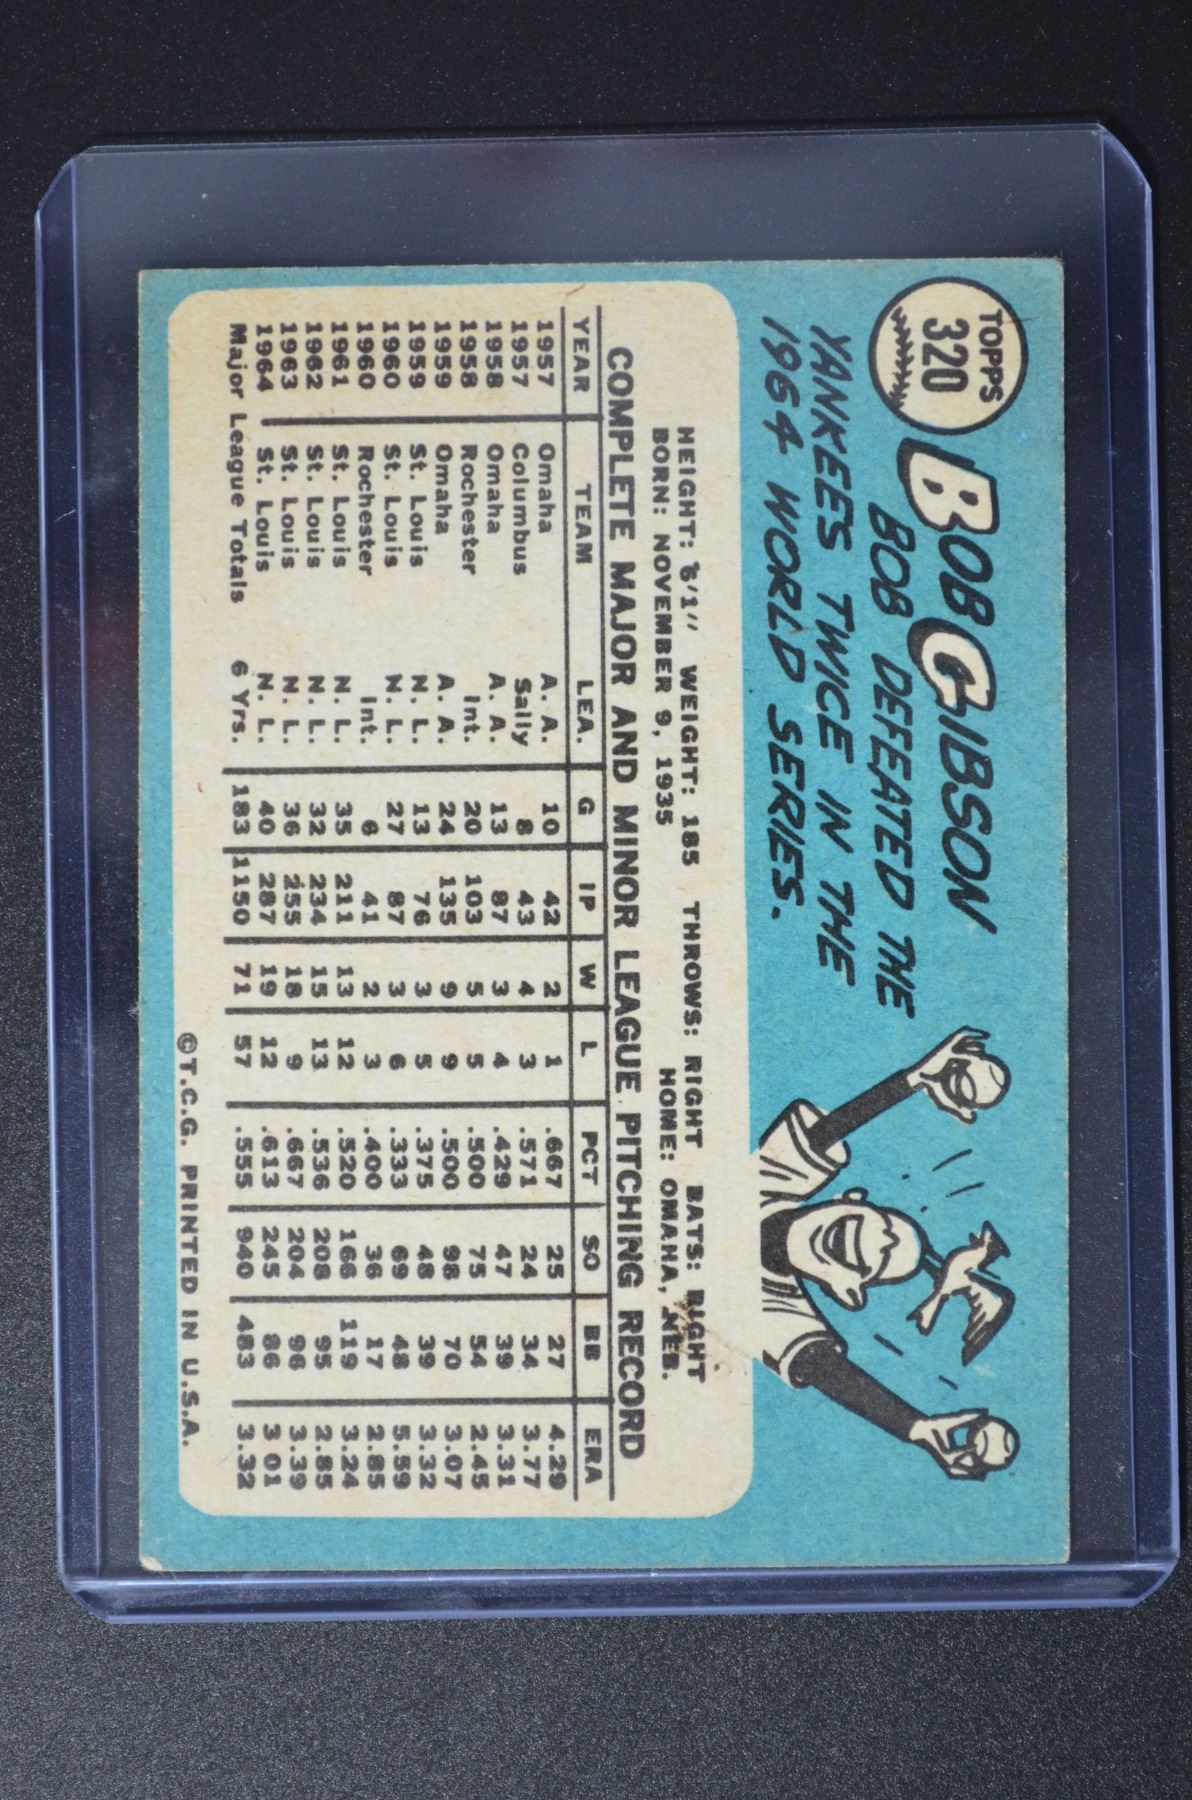 TOPPS
320
BOB GIBSON
BOB DEFEATED THE
YANKEES TWICE IN THE
1964 WORLD SERIES.
HEIGHT: 6'1" WEIGHT: 185 THROWS: RIGHT BATS: RIGHT
BORN: NOVEMBER 9, 1935 HOME: OMAHA, NEB.
COMPLETE MAJOR AND MINOR LEAGUE PITCHING RECORD
YEAR TEAM LEA. G IP W L PCT SO BB ERA
1957 Omaha A. A. 10 42 2 1 .667 25 27 4.29
1957 Columbus Sally 8 43 4 3 .571 24 34 3.77
1958 Omaha A. A. 13 87 3 4 .429 47 39 3.31
1958 Rochester Int. 20 103 5 5 .500 75 54 2.45
1959 Omaha A. A. 24 135 9 9 .500 98 70 3.07
1959 St. Louis N. L. 13 76 3 5 .375 48 39 3.32
1960 St. Louis N. L. 27 87 3 6 .333 69 48 5.59
1960 Rochester Int. 6 41 2 3 .400 36 17 2.85
1961 St. Louis N. L. 35 211 13 12 .520 166 119 3.24
1962 St. Louis N. L. 32 234 15 13 .536 208 95 2.85
1963 St. Louis N. L. 36 255 18 9 .667 204 96 3.39
1964 St. Louis N. L. 40 287 19 12 .613 245 86 3.01
Major League Totals 6 Yrs. 183 1150 71 57 .555 940 483 3.32
©T.C.G. PRINTED IN U.S.A.